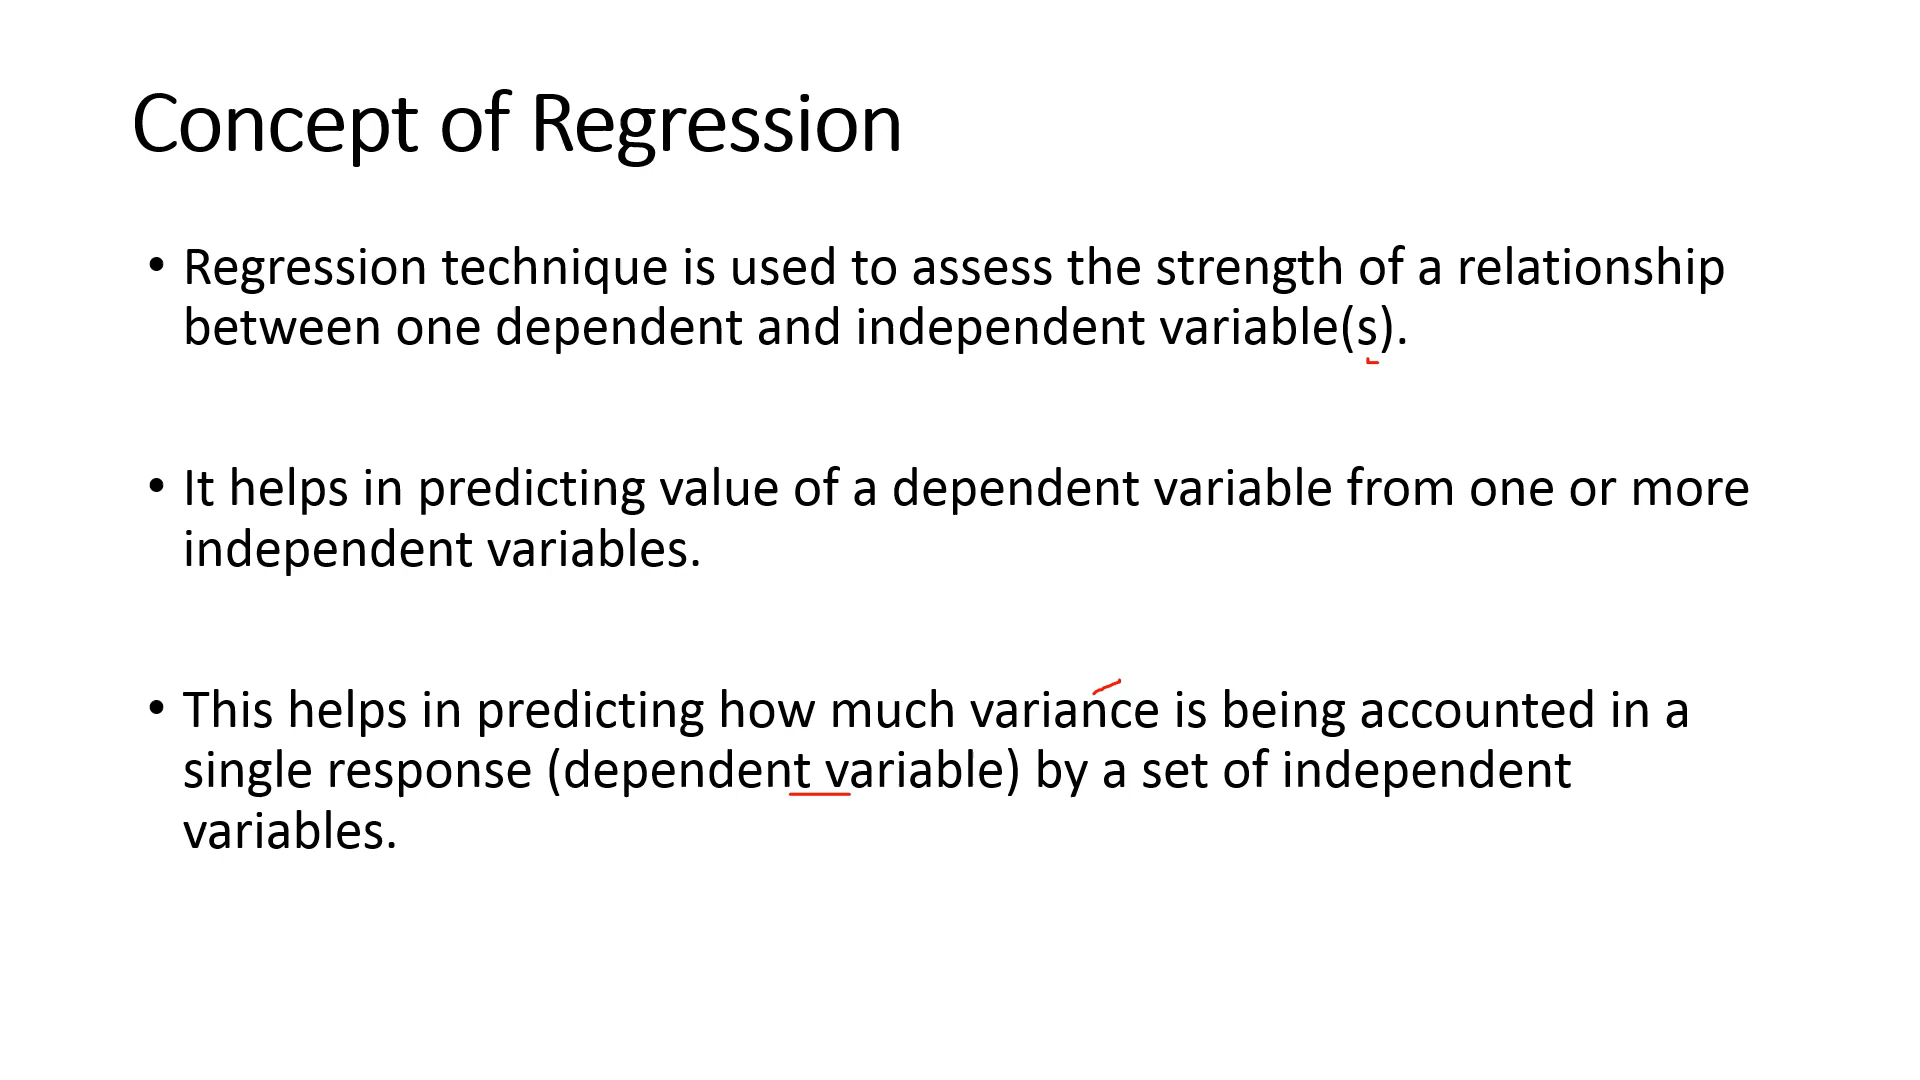 Concept of Regression
• Regression technique is used to assess the strength of a relationship
between one dependent and independent variable(s).
• It helps in predicting value of a dependent variable from one or more
independent variables.
• This helps in predicting how much variance is being accounted in a
single response (dependent variable) by a set of independent
variables.